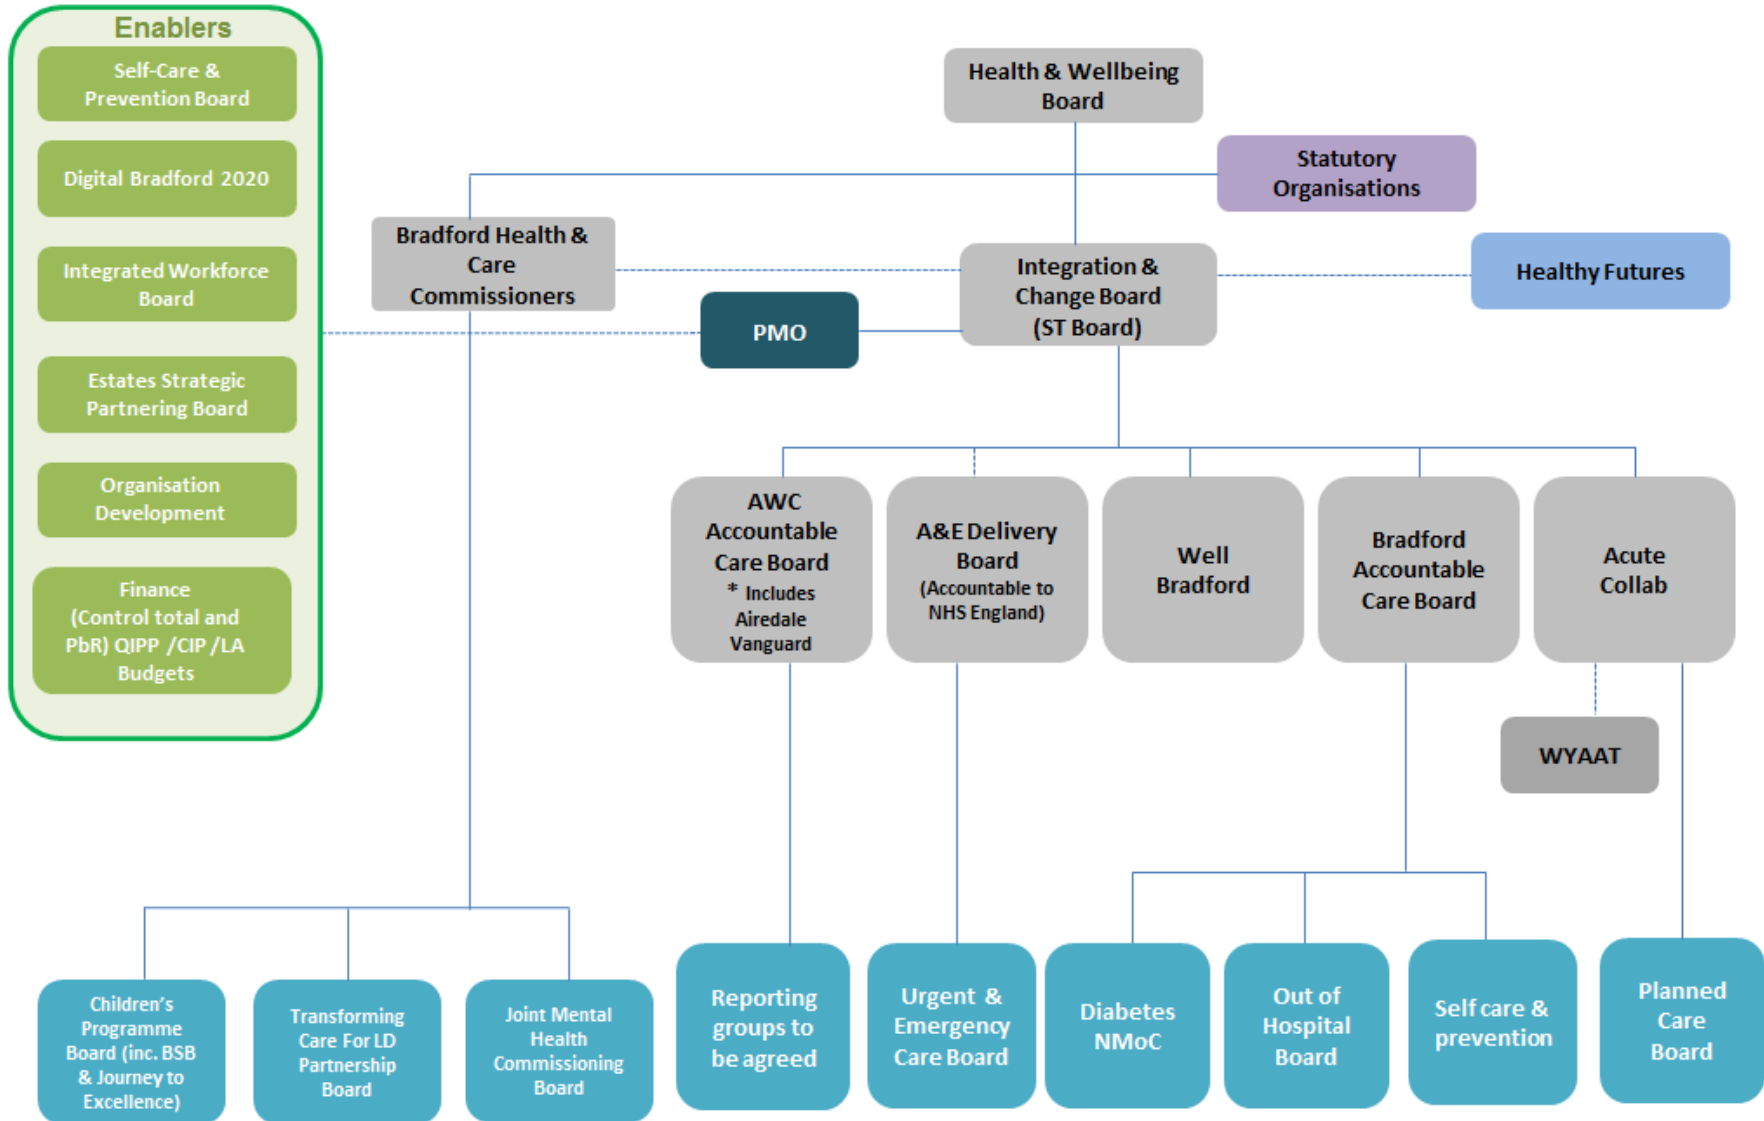 Enablers
Self-Care &
Prevention Board
Digital Bradford 2020
Integrated Workforce
Board
Estates Strategic
Partnering Board
Organisation
Development
Finance
(Control total and
PbR) QIPP /CIP /LA
Budgets
Health & Wellbeing
Board
Statutory
Organisations
Bradford Health &
Care
Commissioners
Integration &
Change Board
(ST Board)
Healthy Futures
PMO
AWC
Accountable
Care Board
* Includes
Airedale
Vanguard
A&E Delivery
Board
(Accountable to
NHS England)
Well
Bradford
Bradford
Accountable
Care Board
Acute
Collab
WYAAT
Children's
Programme
Board (inc. BSB
& Journey to
Excellence)
Transforming
Care For LD
Partnership
Board
Joint Mental
Health
Commissioning
Board
Reporting
groups to
be agreed
Urgent &
Emergency
Care Board
Diabetes
NMoC
Out of
Hospital
Board
Self care &
prevention
Planned
Care
Board